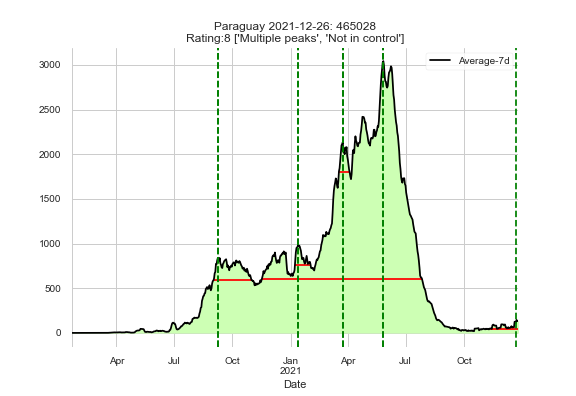 Paraguay 2021-12-26: 465028
Rating:8 ['Multiple peaks', 'Not in control']
Average-7d
3000
2500
2000
1500
1000
500
0
Apr Jul Oct Jan Apr Jul Oct
2021
Date